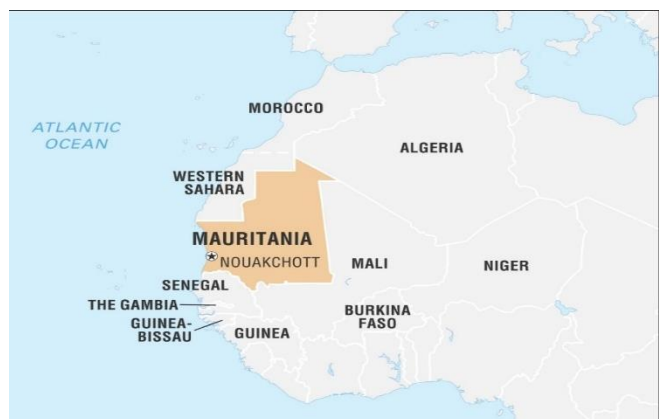 MOROCCO
ATLANTIC
OCEAN
ALGERIA
WESTERN
SAHARA
MAURITANIA
NOUAKCHOTT
MALI
NIGER
SENEGAL
THE GAMBIA
GUINEA-
BISSAU
GUINEA
BURKINA
FASO